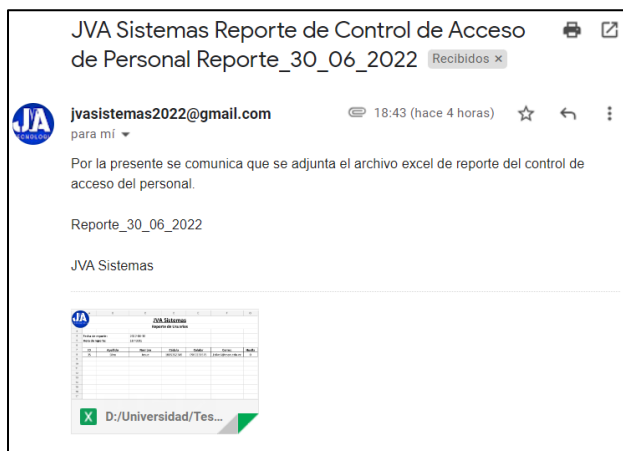 JVA Sistemas Reporte de Control de Acceso
de Personal Reporte_30_06_2022 Recibidos ×
JA
jvasistemas2022@gmail.com 18:43 (hace 4 horas)
para mí
Por la presente se comunica que se adjunta el archivo excel de reporte del control de
acceso del personal.
Reporte_30_06_2022
JVA Sistemas
JA
JVA Sistemas
X D:/Universidad/Tes...